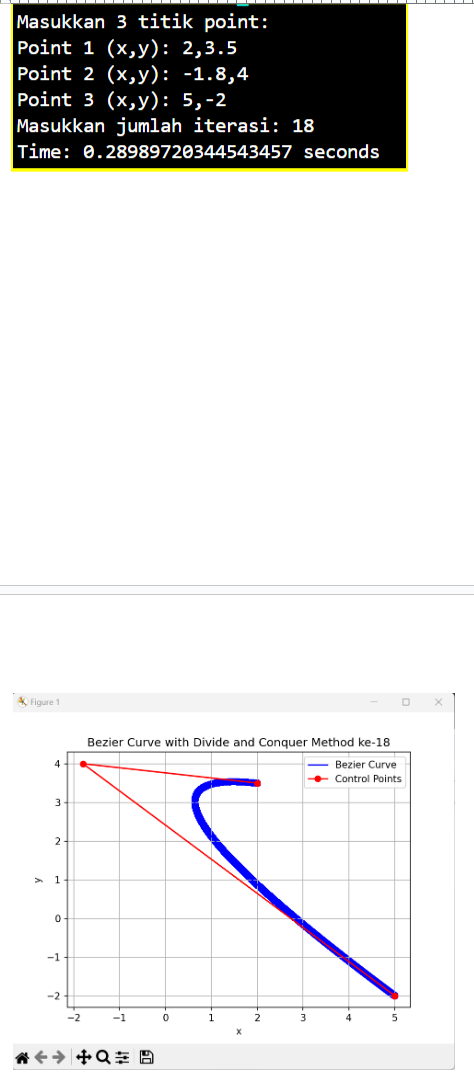 Masukkan 3 titik point:
Point 1 (x,y): 2,3.5
Point 2 (x,y): -1.8,4
Point 3 (x,y): 5,-2
Masukkan jumlah iterasi: 18
Time: 0.28989720344543457 seconds
Figure 1
Bezier Curve with Divide and Conquer Method ke-18
Bezier Curve
Control Points
4
3
2
1
0
−1
−2
y
−2 −1 0 1 2 3 4 5
x